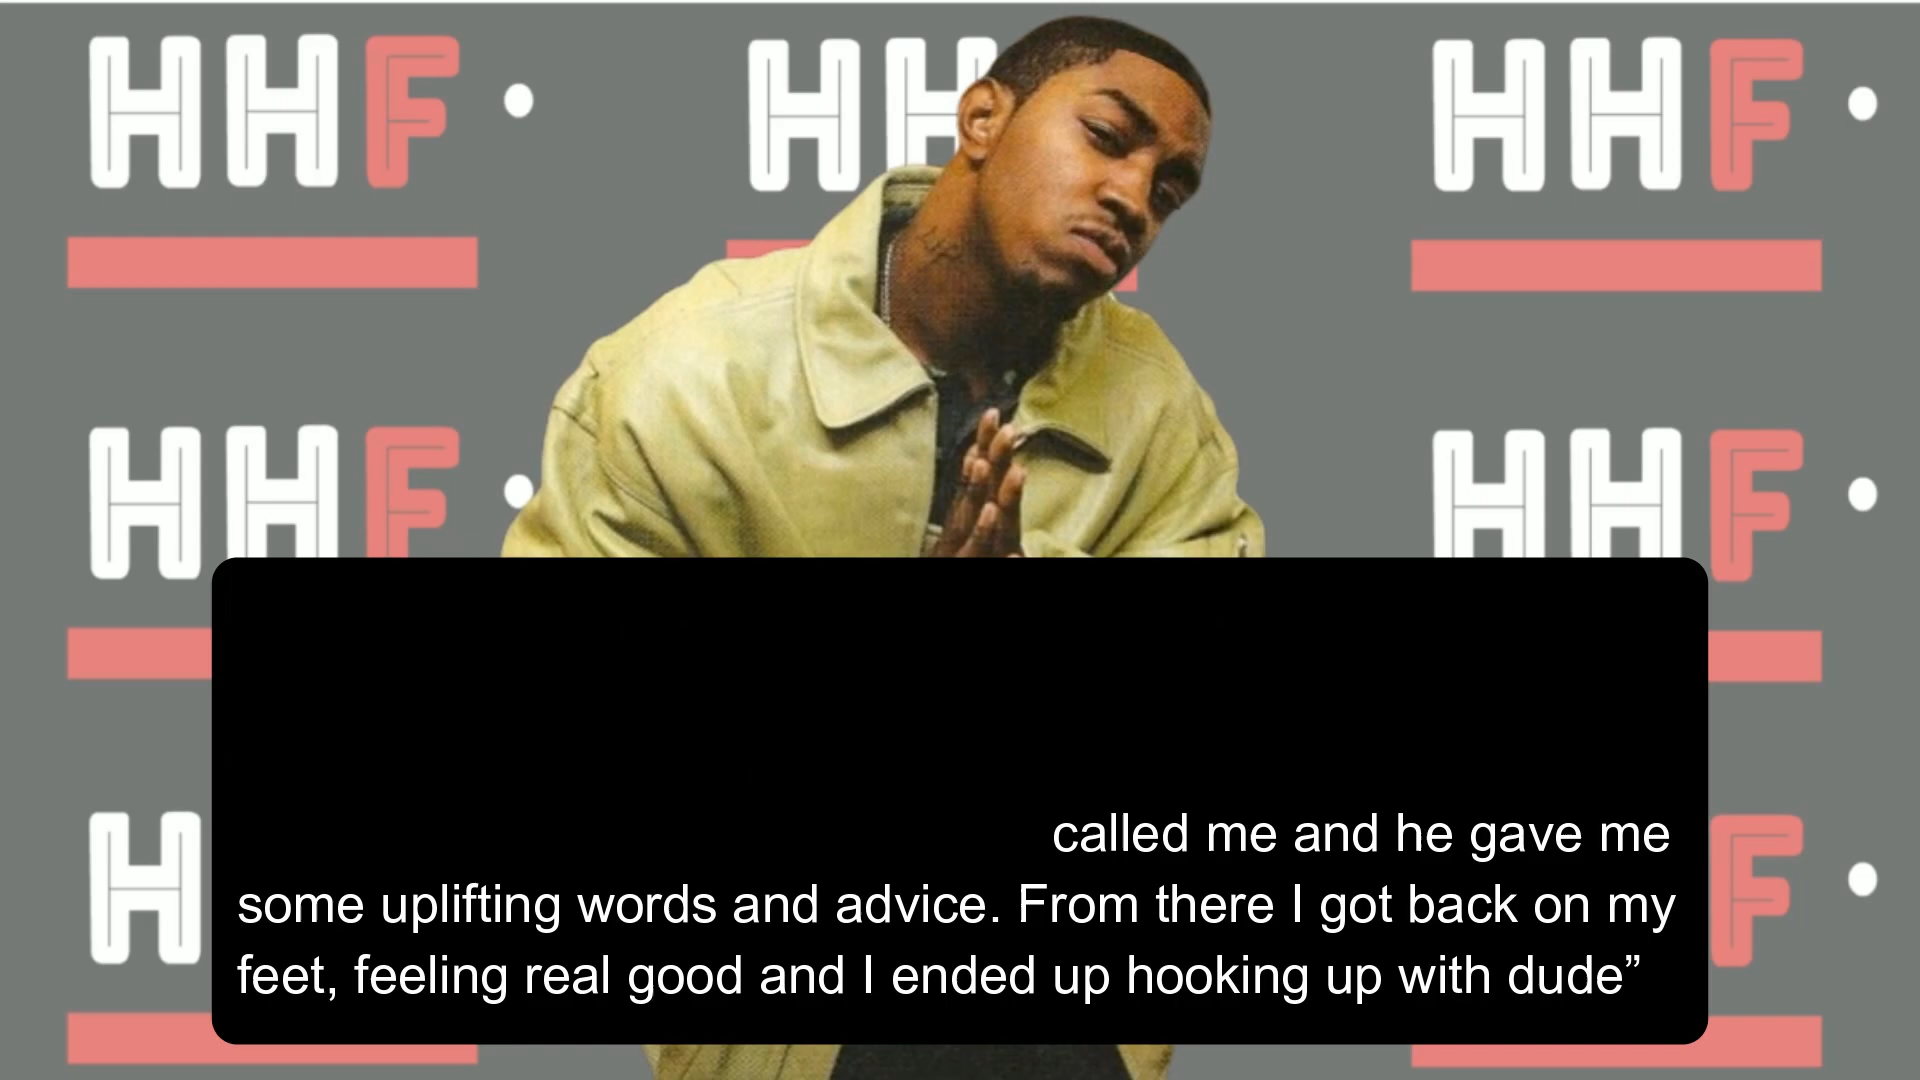 HHF. HH HHF.
HHF. HHF
H F.
called me and he gave me
some uplifting words and advice. From there I got back on my
feet, feeling real good and I ended up hooking up with dude”